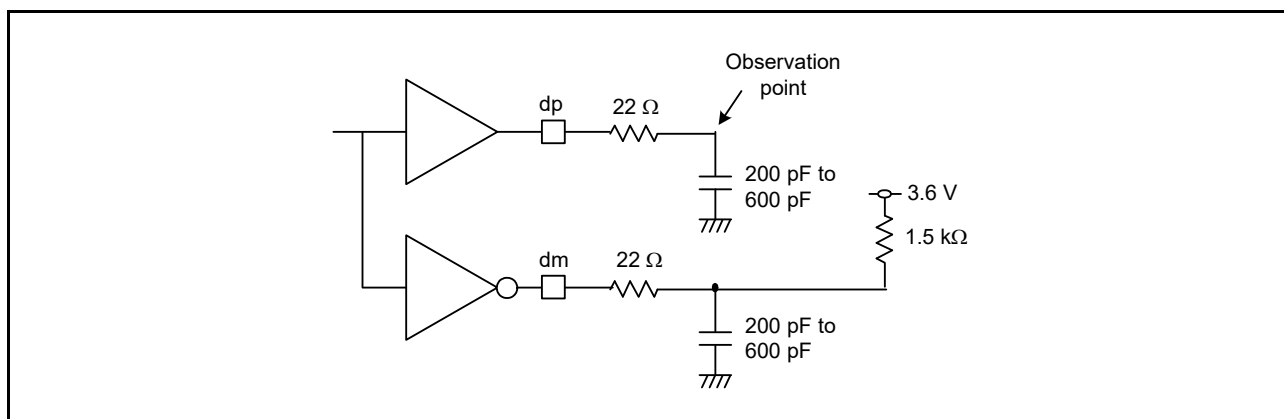 Observation
point
dp
22 Ω
200 pF to
600 pF
3.6 V
1.5 kΩ
dm
22 Ω
200 pF to
600 pF